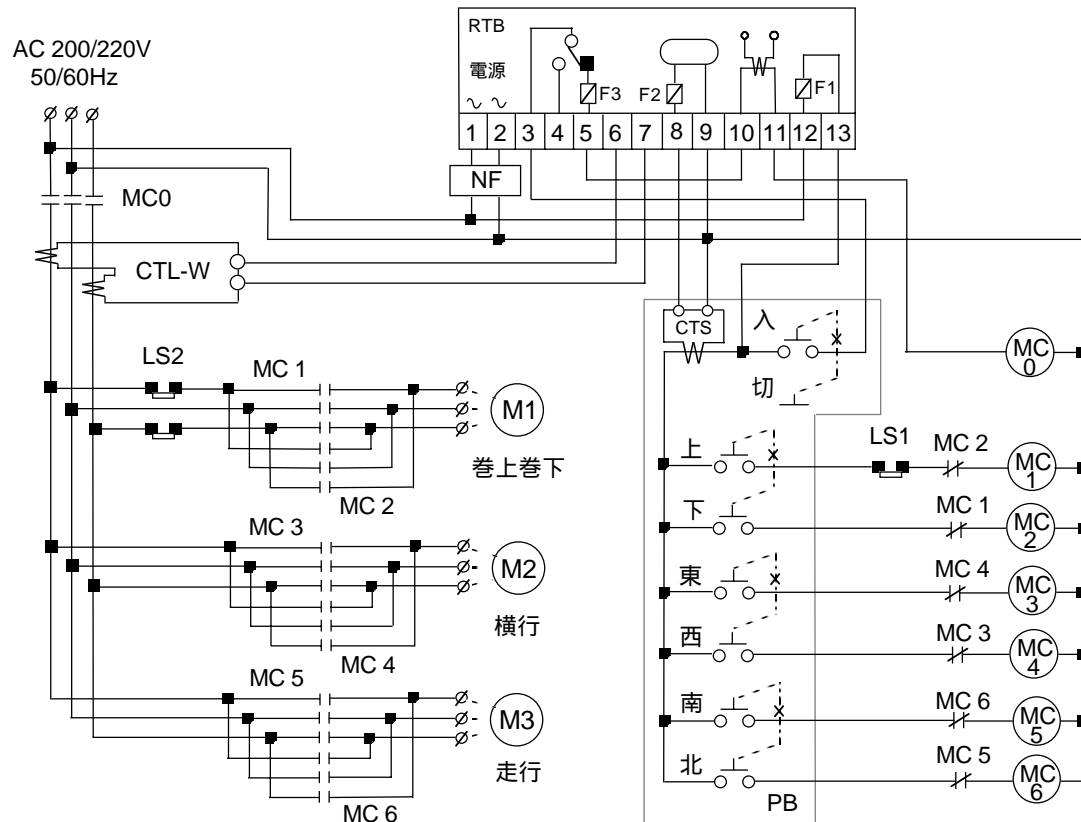 AC 200/220V
50/60Hz
RTB
電源
F3
F2
F1
1 2 3 4 5 6 7 8 9 10 11 12 13
NF
MC0
CTL-W
CTS
入
切
MC
0
LS2
MC 1
M1
巻上巻下
MC 2
上
LS1
MC 2
MC
1
下
MC 1
MC
2
MC 3
M2
横行
MC 4
東
MC 4
MC
3
西
MC 3
MC
4
MC 5
M3
走行
MC 6
南
MC 6
MC
5
北
MC 5
MC
6
PB